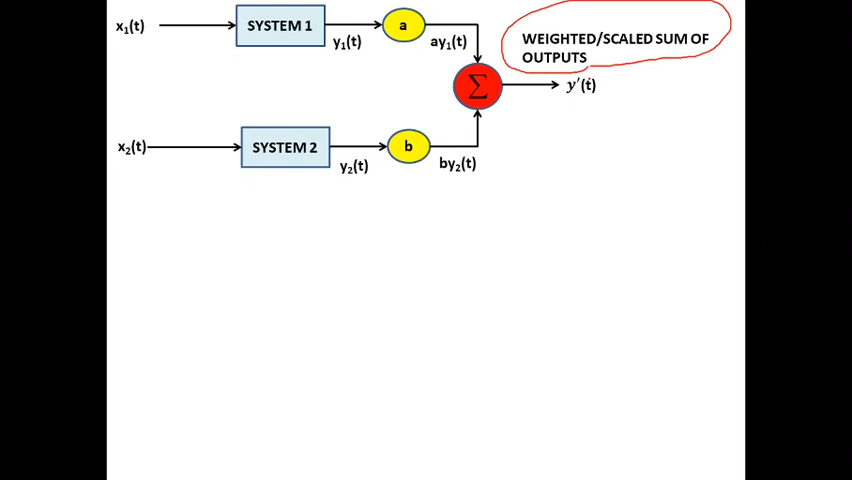 x₁(t)
SYSTEM 1
y₁(t)
a
ay₁(t)
WEIGHTED/SCALED SUM OF
OUTPUTS
∑
y′(t)
x₂(t)
SYSTEM 2
y₂(t)
b
by₂(t)